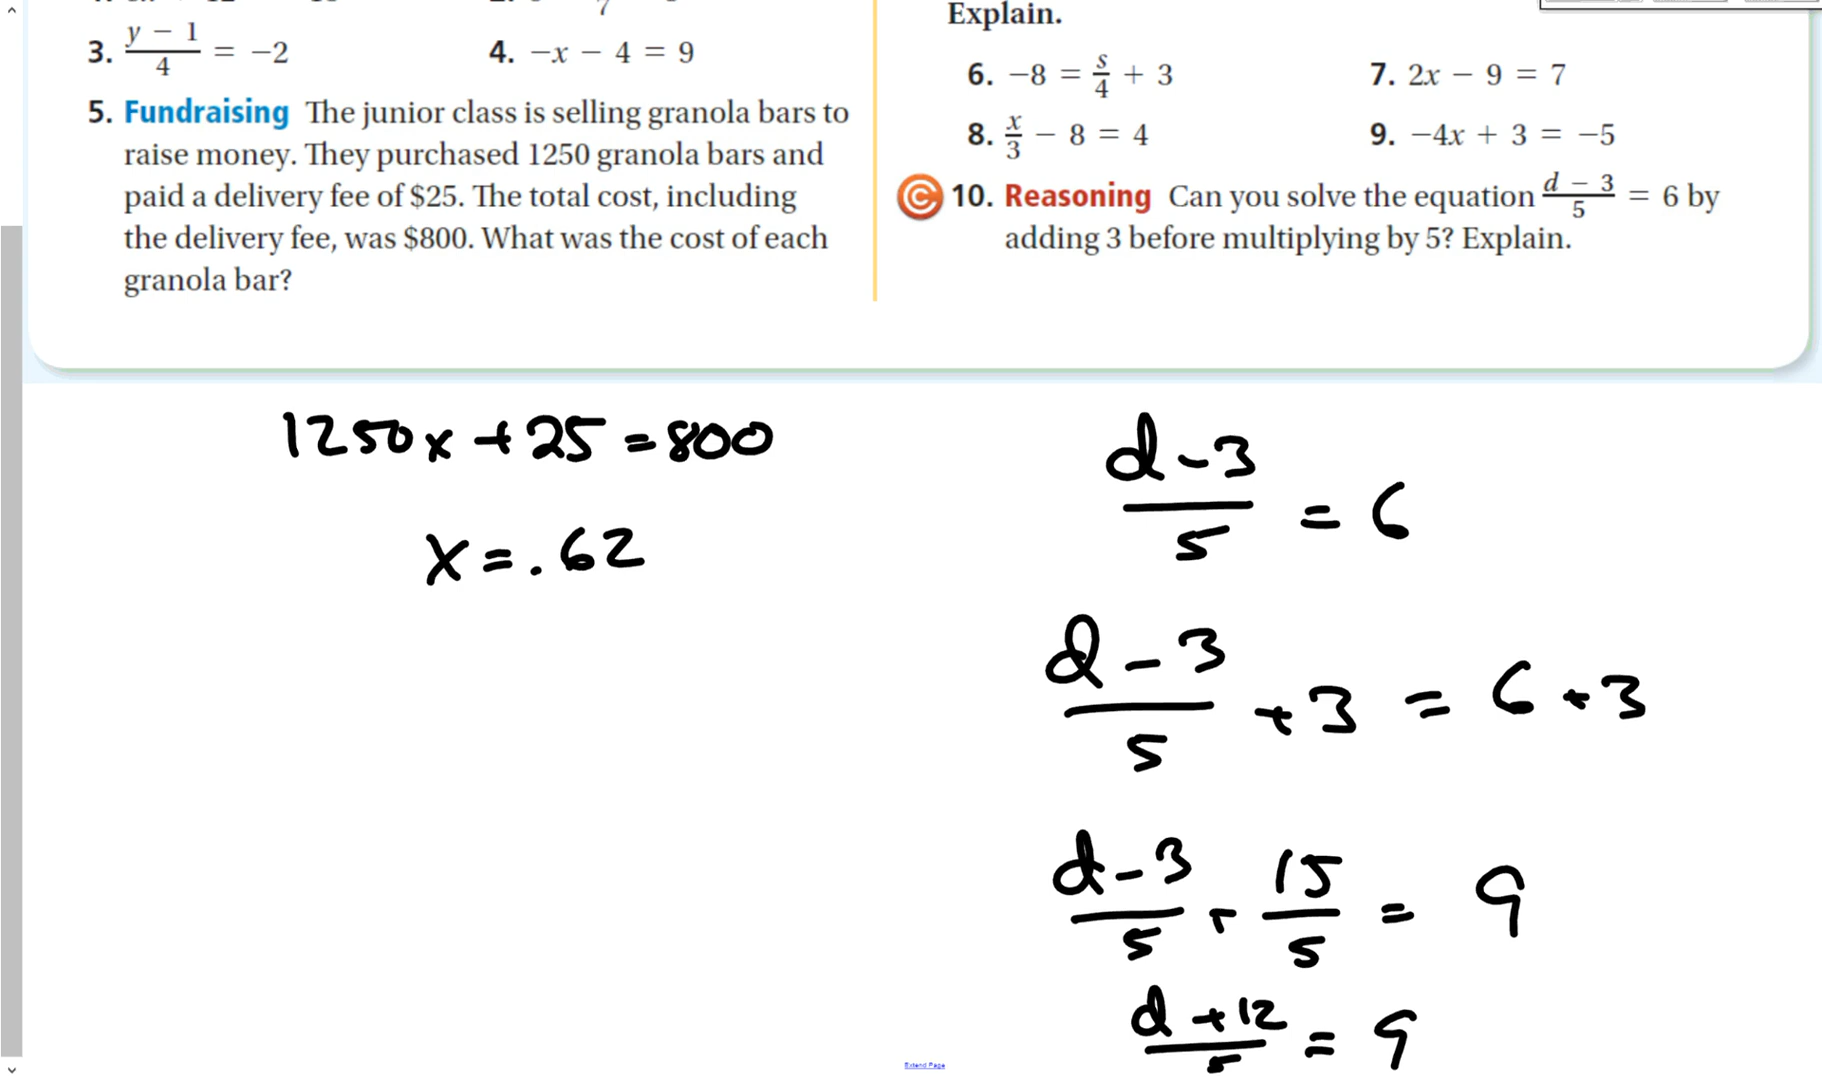 3. y − 1 / 4 = −2
4. −x − 4 = 9
5. Fundraising The junior class is selling granola bars to
raise money. They purchased 1250 granola bars and
paid a delivery fee of $25. The total cost, including
the delivery fee, was $800. What was the cost of each
granola bar?
Explain.
6. −8 = s/4 + 3
7. 2x − 9 = 7
8. x/3 − 8 = 4
9. −4x + 3 = −5
C 10. Reasoning Can you solve the equation d − 3 / 5 = 6 by
adding 3 before multiplying by 5? Explain.
1250x + 25 = 800
x = .62
d − 3 / 5 = 6
d − 3 / 5 + 3 = 6 + 3
d − 3 / 5 + 15 / 5 = 9
d + 12 / 5 = 9
Extend Page